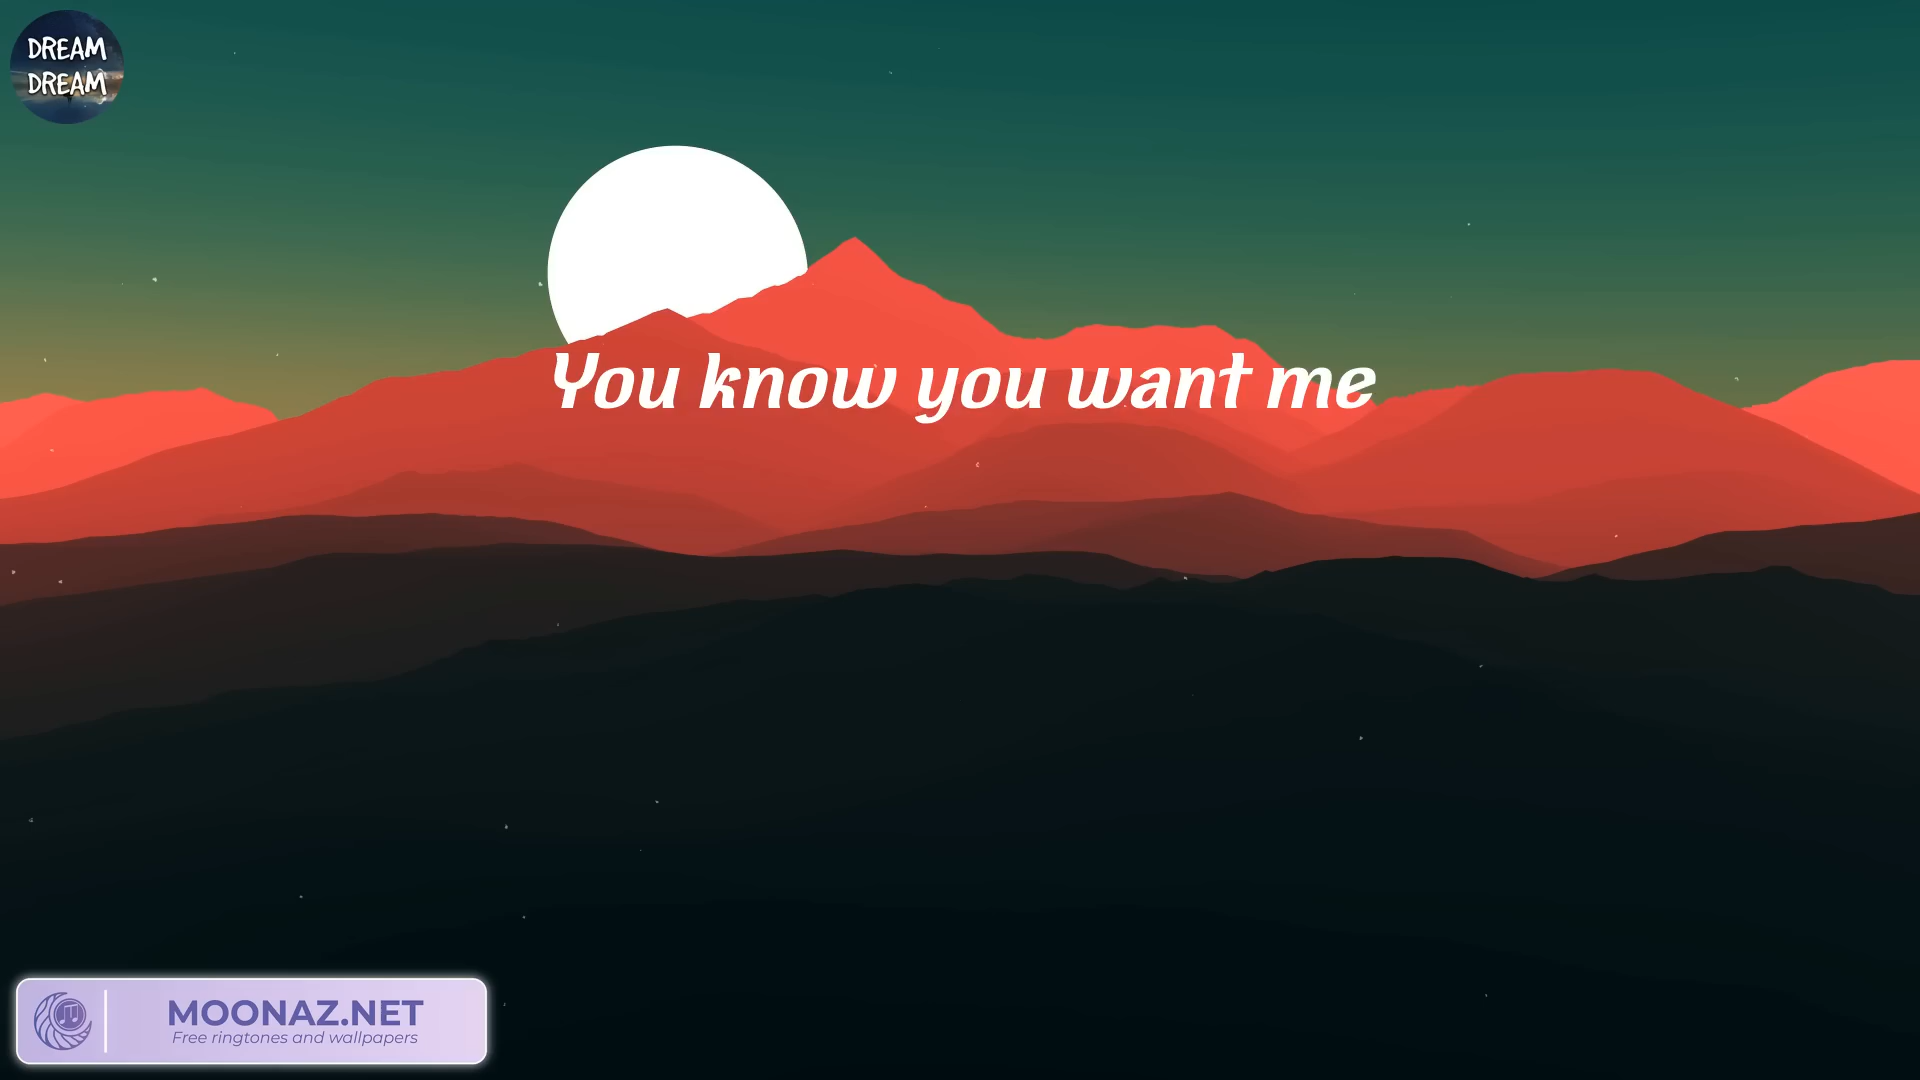 DREAM
DREAM
You know you want me
MOONAZ.NET
Free ringtones and wallpapers